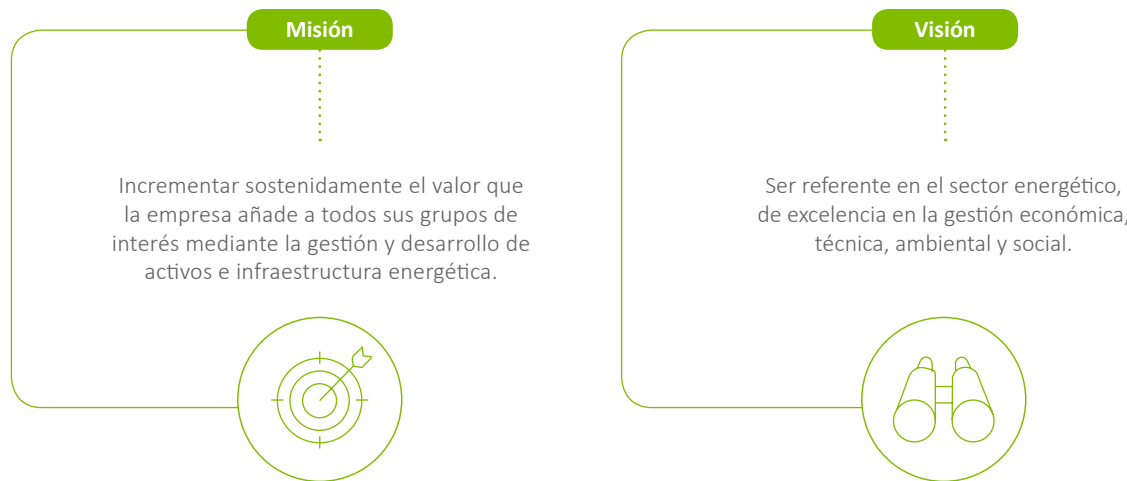 Misión
Incrementar sostenidamente el valor que
la empresa añade a todos sus grupos de
interés mediante la gestión y desarrollo de
activos e infraestructura energética.
Visión
Ser referente en el sector energético,
de excelencia en la gestión económica,
técnica, ambiental y social.